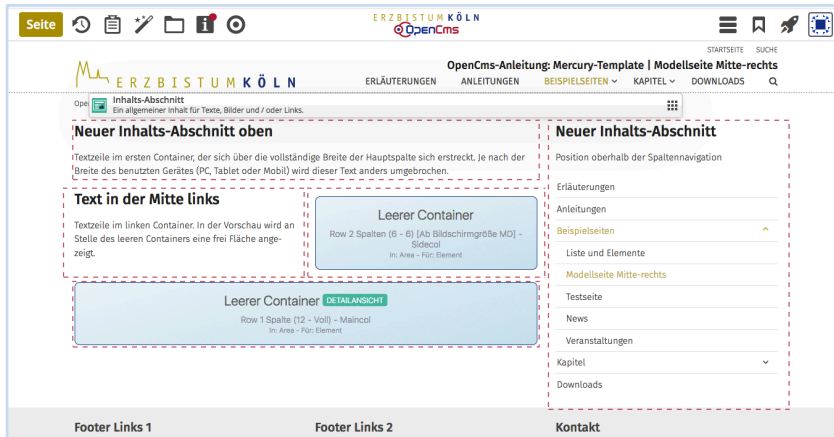 Seite
ERZBISTUM KÖLN
OpenCms
STARTSEITE SUCHE
OpenCms-Anleitung: Mercury-Template | Modellseite Mitte-rechts
ERZBISTUM KÖLN
ERLÄUTERUNGEN ANLEITUNGEN BEISPIELSEITEN KAPITEL DOWNLOADS
Inhalts-Abschnitt
Ope
Ein allgemeiner Inhalt für Texte, Bilder und / oder Links.
Neuer Inhalts-Abschnitt oben
Textzeile im ersten Container, der sich über die vollständige Breite der Hauptspalte sich erstreckt. Je nach der
Breite des benutzten Gerätes (PC, Tablet oder Mobil) wird dieser Text anders umgebrochen.
Text in der Mitte links
Textzeile im linken Container. In der Vorschau wird an
Stelle des leeren Containers eine frei Fläche ange-
zeigt.
Leerer Container
Row 2 Spalten (6 - 6) [Ab Bildschirmgröße MD] -
Sidecol
In: Area - Für: Element
Leerer Container DETAILANSICHT
Row 1 Spalte (12 - Voll) - Maincol
In: Area - Für: Element
Neuer Inhalts-Abschnitt
Position oberhalb der Spaltennavigation
Erläuterungen
Anleitungen
Beispielseiten
Liste und Elemente
Modellseite Mitte-rechts
Testseite
News
Veranstaltungen
Kapitel
Downloads
Footer Links 1
Footer Links 2
Kontakt